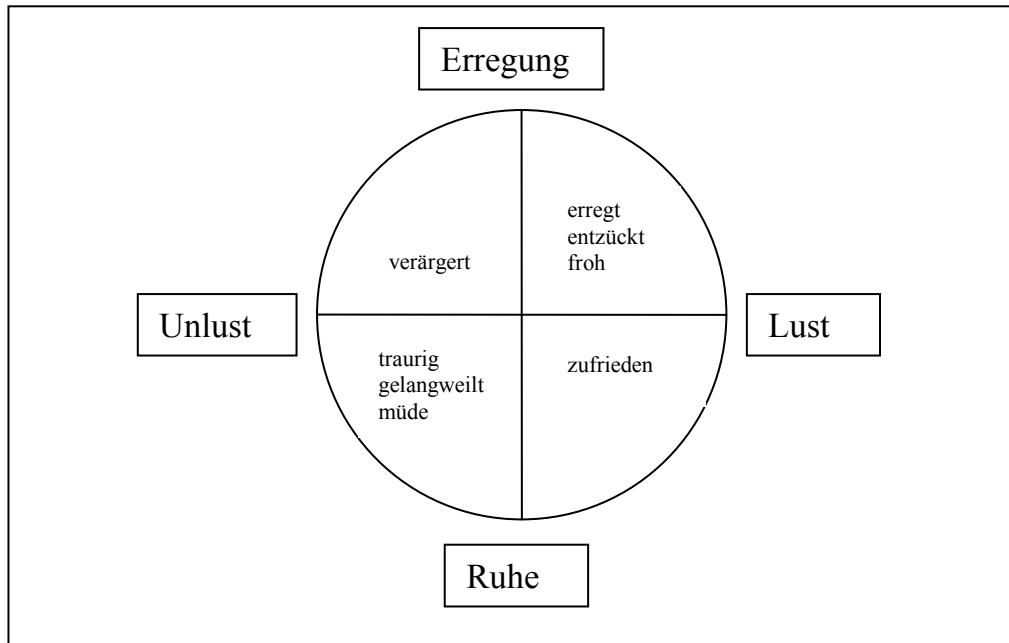 Erregung
erregt
entzückt
froh
verärgert
Unlust
Lust
traurig
gelangweilt
müde
zufrieden
Ruhe